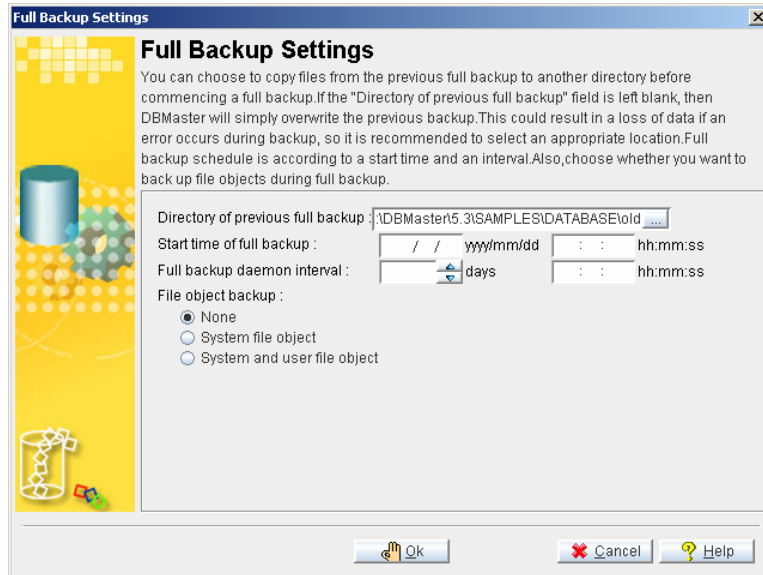 Full Backup Settings
Full Backup Settings
You can choose to copy files from the previous full backup to another directory before
commencing a full backup.If the "Directory of previous full backup" field is left blank, then
DBMaster will simply overwrite the previous backup.This could result in a loss of data if an
error occurs during backup, so it is recommended to select an appropriate location.Full
backup schedule is according to a start time and an interval.Also,choose whether you want to
back up file objects during full backup.
Directory of previous full backup : :\DBMaster\5.3\SAMPLES\DATABASE\old ...
Start time of full backup : / / yyyy/mm/dd : : hh:mm:ss
Full backup daemon interval : days : : hh:mm:ss
File object backup :
None
System file object
System and user file object
Ok Cancel Help